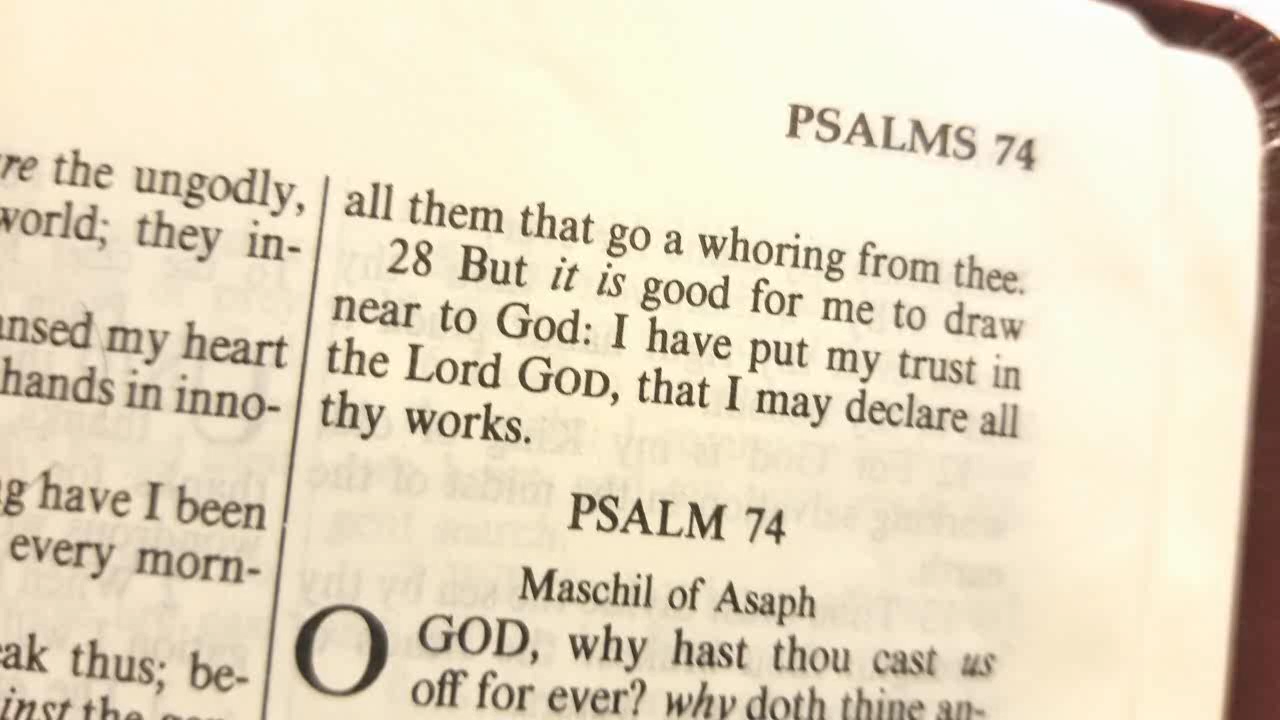 PSALMS 74
re the ungodly,
world; they in-
ansed my heart
hands in inno-
g have I been
every morn-
ak thus; be-
inst the
all them that go a whoring from thee.
28 But it is good for me to draw
near to God: I have put my trust in
the Lord GOD, that I may declare all
thy works.
PSALM 74
Maschil of Asaph
O GOD, why hast thou cast us
off for ever? why doth thine an-